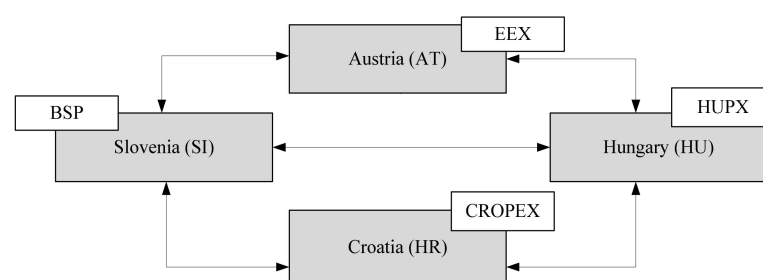 EEX
Austria (AT)
BSP
HUPX
Slovenia (SI)
Hungary (HU)
CROPEX
Croatia (HR)